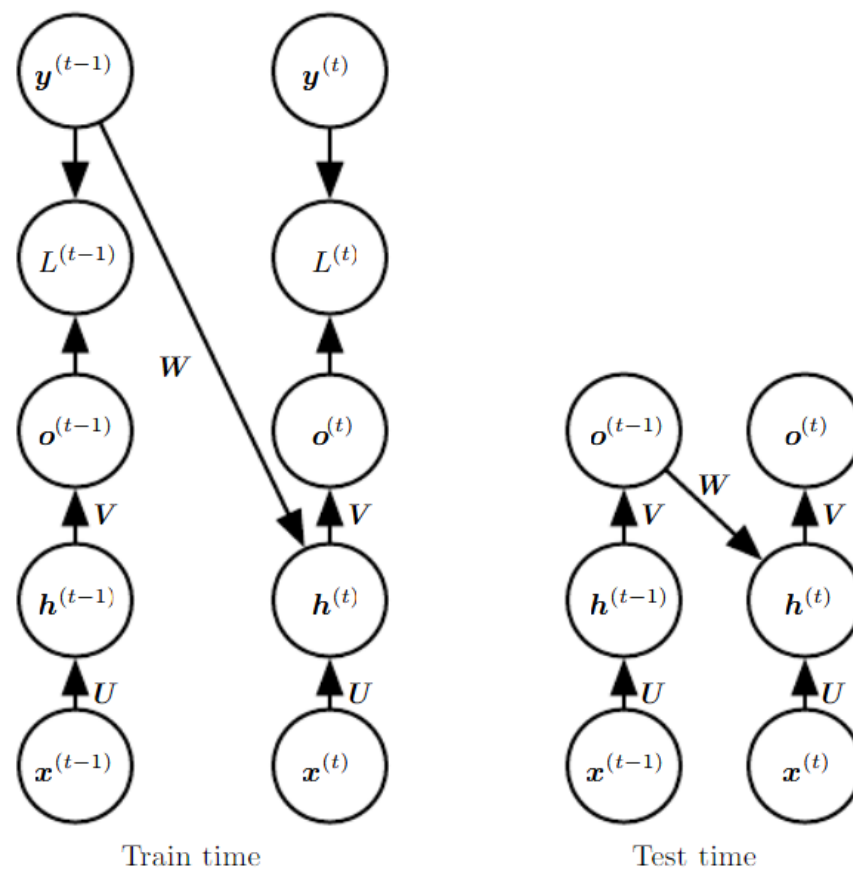 y^(t−1) y^(t)
L^(t−1) L^(t)
W
o^(t−1) o^(t) o^(t−1) o^(t)
W
V V V V
h^(t−1) h^(t) h^(t−1) h^(t)
U U U U
x^(t−1) x^(t) x^(t−1) x^(t)
Train time Test time